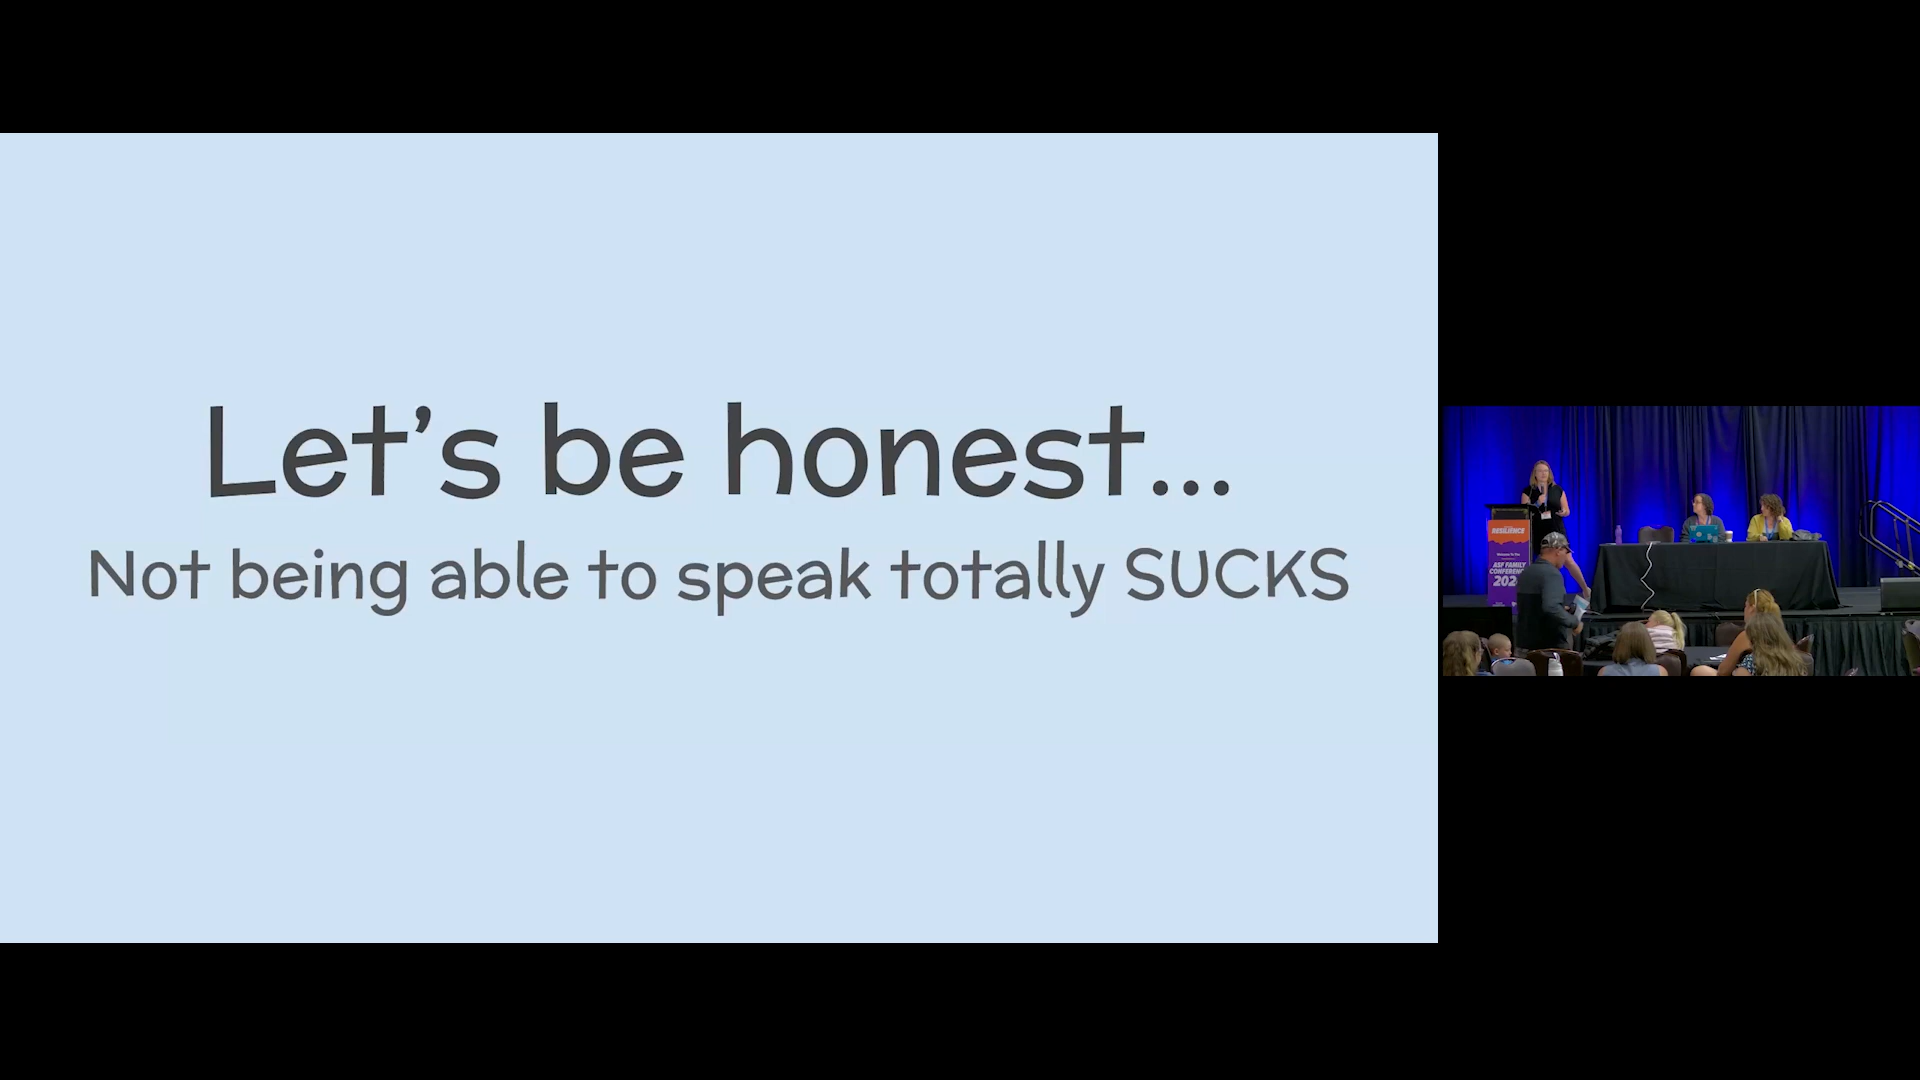 Let's be honest...
Not being able to speak totally SUCKS
RESILIENCE
ASF FAMILY
CONFERENCE